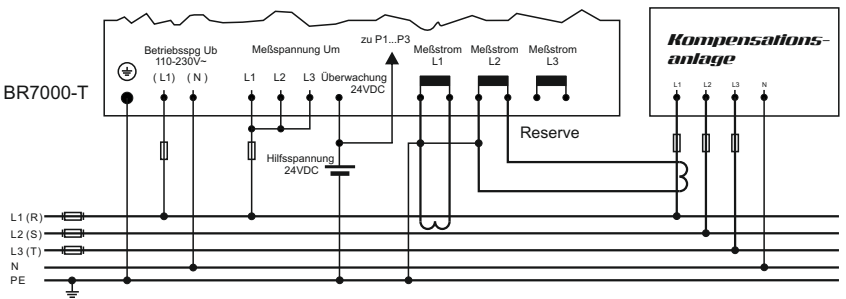 zu P1...P3
Betriebsspg Ub
110-230V~
( L1)
( N )
Meßspannung Um
L1
L2
L3
Überwachung
24VDC
Meßstrom
L1
Meßstrom
L2
Meßstrom
L3
Kompensations-
anlage
L1
L2
L3
N
BR7000-T
Reserve
Hilfsspannung
24VDC
L1 (R)
L2 (S)
L3 (T)
N
PE